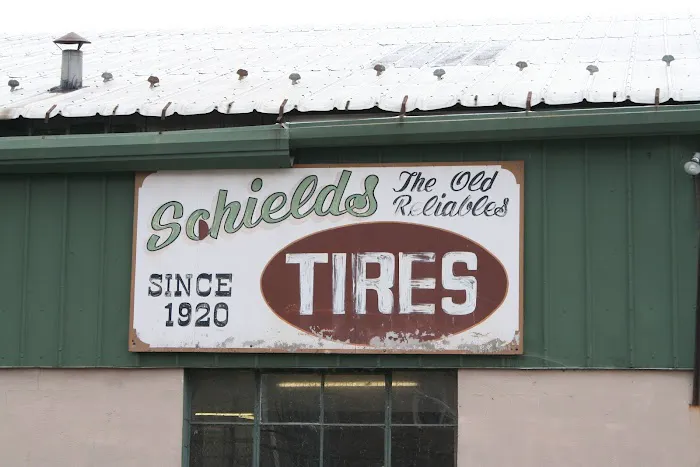 Schields
The Old
Reliables
SINCE
1920
TIRES